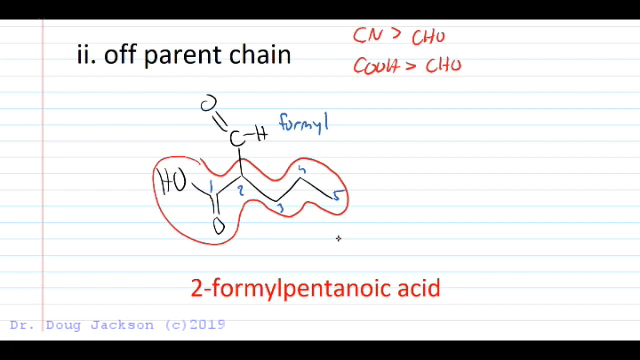 CN > CHO
ii. off parent chain
COOH > CHO
O
C-H formyl
HO 1 2 3 4 5
O
2-formylpentanoic acid
Dr. Doug Jackson (c)2019